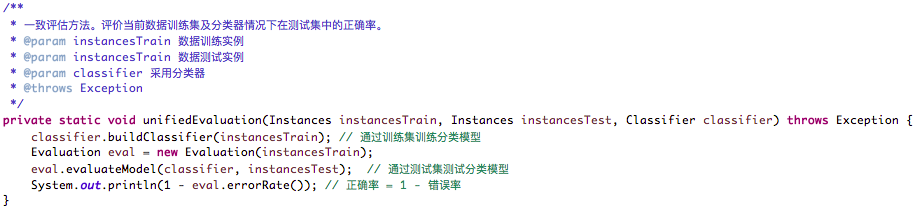 /**
 * 一致评估方法。评价当前数据训练集及分类器情况下在测试集中的正确率。
 * @param instancesTrain 数据训练实例
 * @param instancesTrain 数据测试实例
 * @param classifier 采用分类器
 * @throws Exception
 */
private static void unifiedEvaluation(Instances instancesTrain, Instances instancesTest, Classifier classifier) throws Exception {
    classifier.buildClassifier(instancesTrain); // 通过训练集训练分类模型
    Evaluation eval = new Evaluation(instancesTrain);
    eval.evaluateModel(classifier, instancesTest);  // 通过测试集测试分类模型
    System.out.println(1 - eval.errorRate()); // 正确率 = 1 - 错误率
}